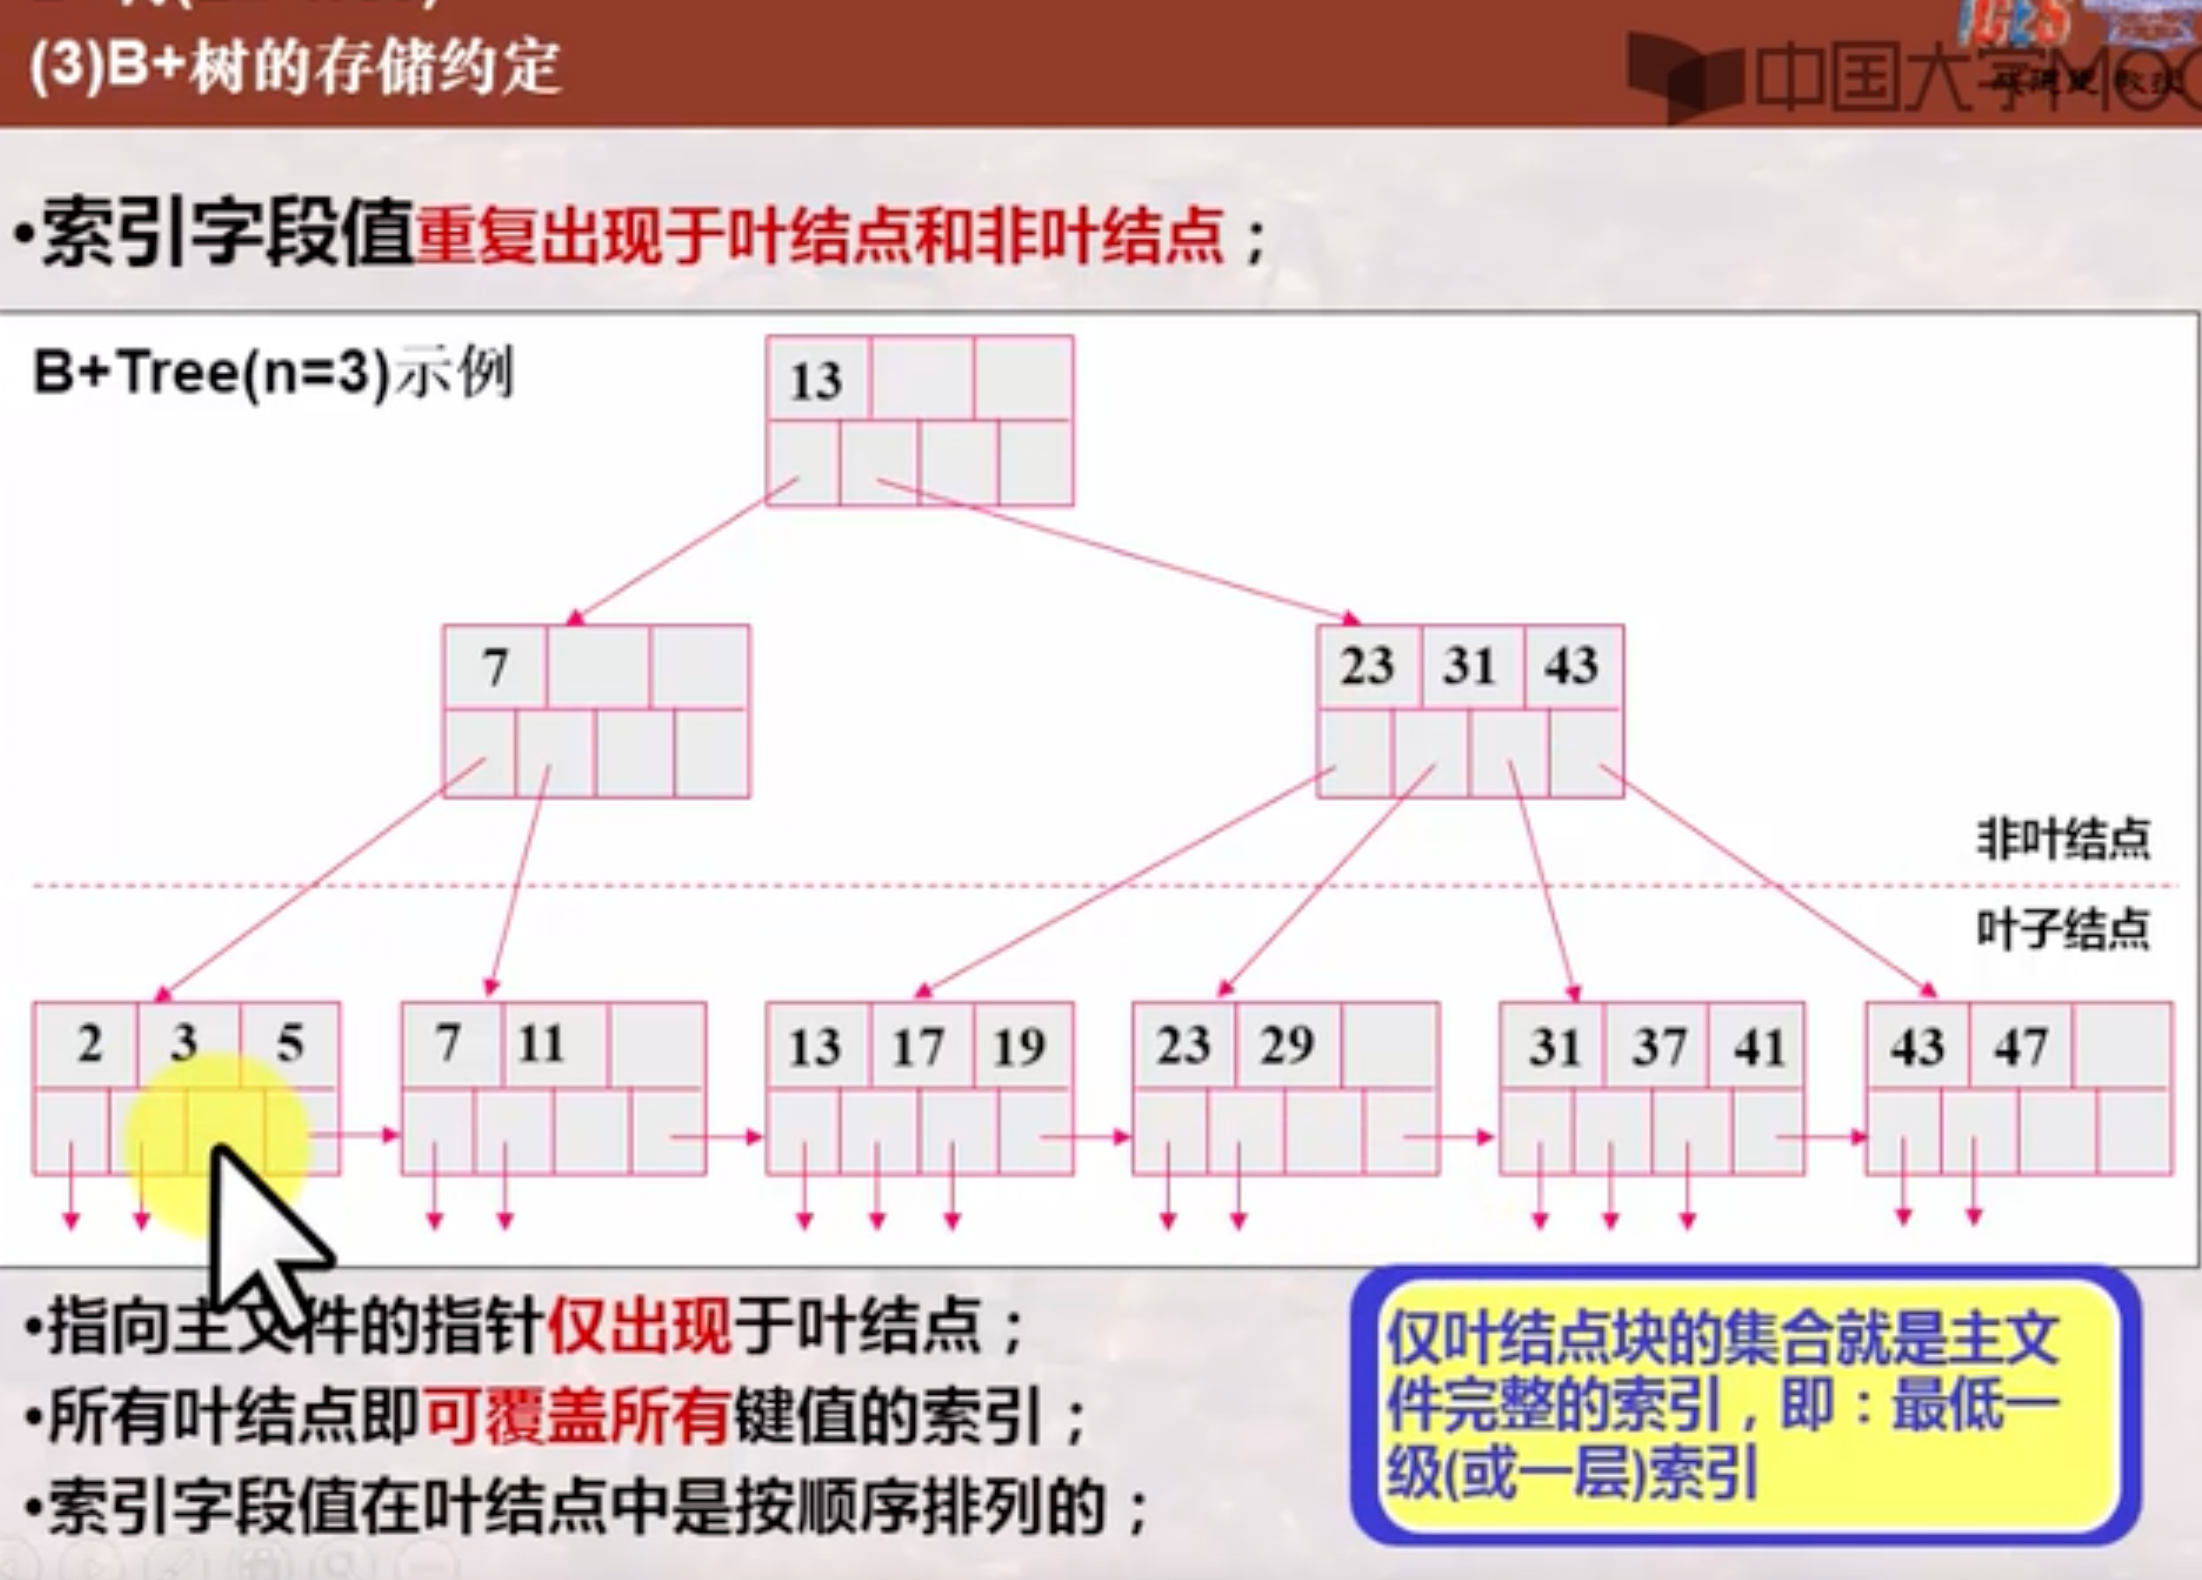 (3)B+树的存储约定
中国大学MOO
•索引字段值重复出现于叶结点和非叶结点；
B+Tree(n=3)示例
13
7
23 31 43
非叶结点
叶子结点
2 3 5
7 11
13 17 19
23 29
31 37 41
43 47
•指向主文件的指针仅出现于叶结点；
•所有叶结点即可覆盖所有键值的索引；
•索引字段值在叶结点中是按顺序排列的；
仅叶结点块的集合就是主文
件完整的索引，即：最低一
级(或一层)索引